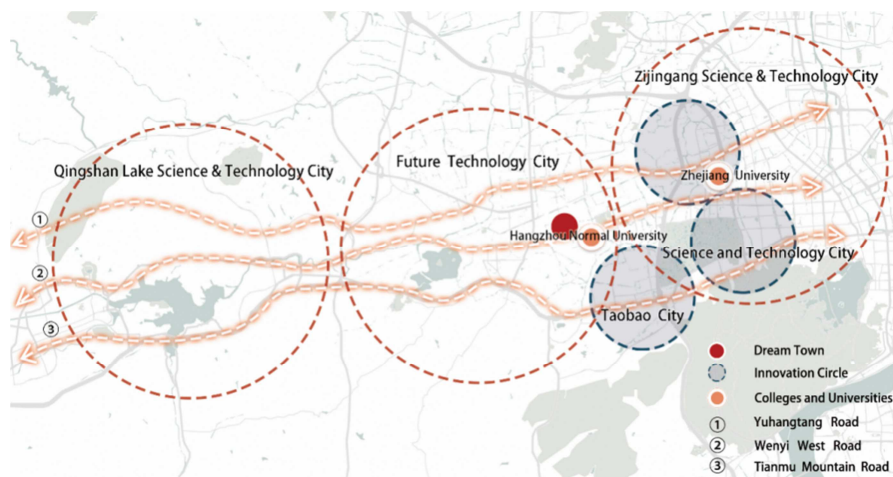 Zijingang Science & Technology City
Qingshan Lake Science & Technology City
Future Technology City
Zhejiang University
①
Hangzhou Normal University
Science and Technology City
②
Taobao City
③
Dream Town
Innovation Circle
Colleges and Universities
① Yuhangtang Road
② Wenyi West Road
③ Tianmu Mountain Road